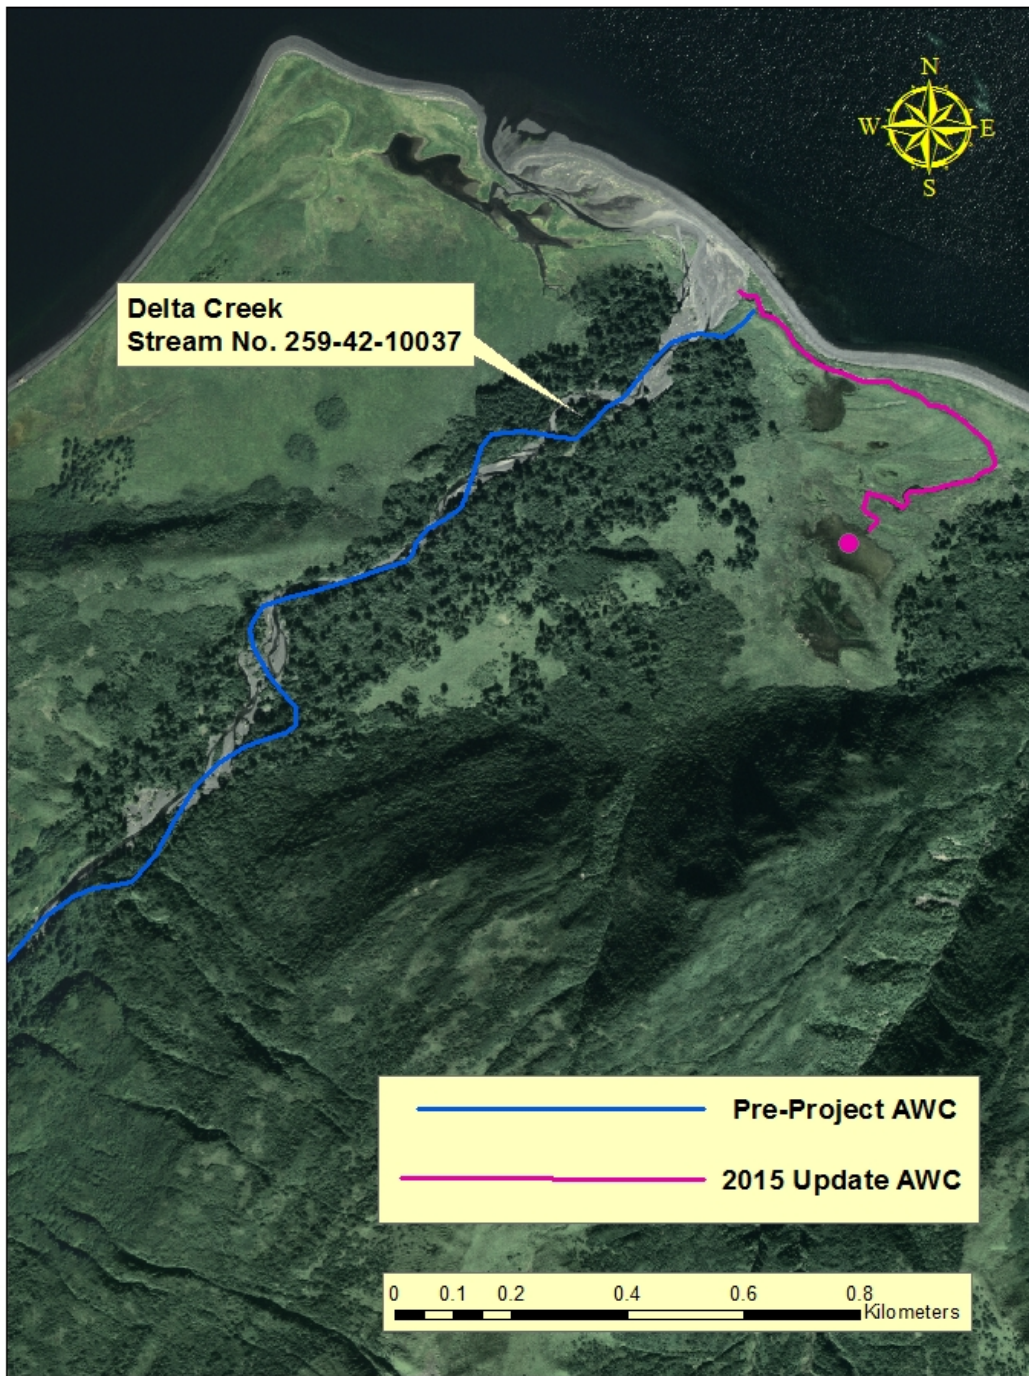 N
W E
S
Delta Creek
Stream No. 259-42-10037
Pre-Project AWC
2015 Update AWC
0 0.1 0.2 0.4 0.6 0.8
Kilometers